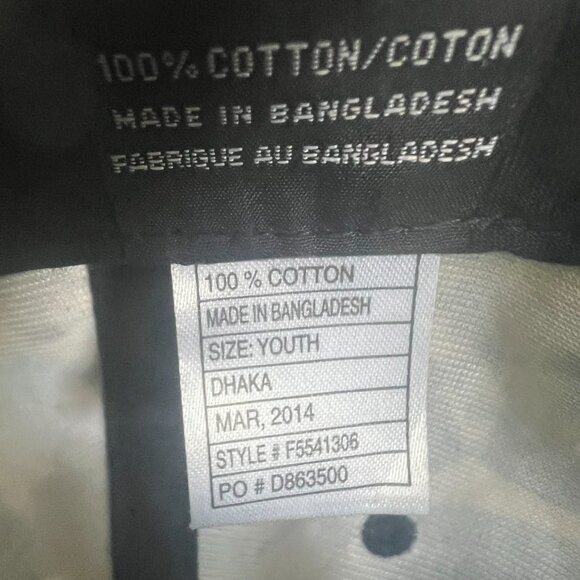 100% COTTON/COTON
MADE IN BANGLADESH
FABRIQUE AU BANGLADESH
100 % COTTON
MADE IN BANGLADESH
SIZE: YOUTH
DHAKA
MAR, 2014
STYLE # F5541306
PO # D863500